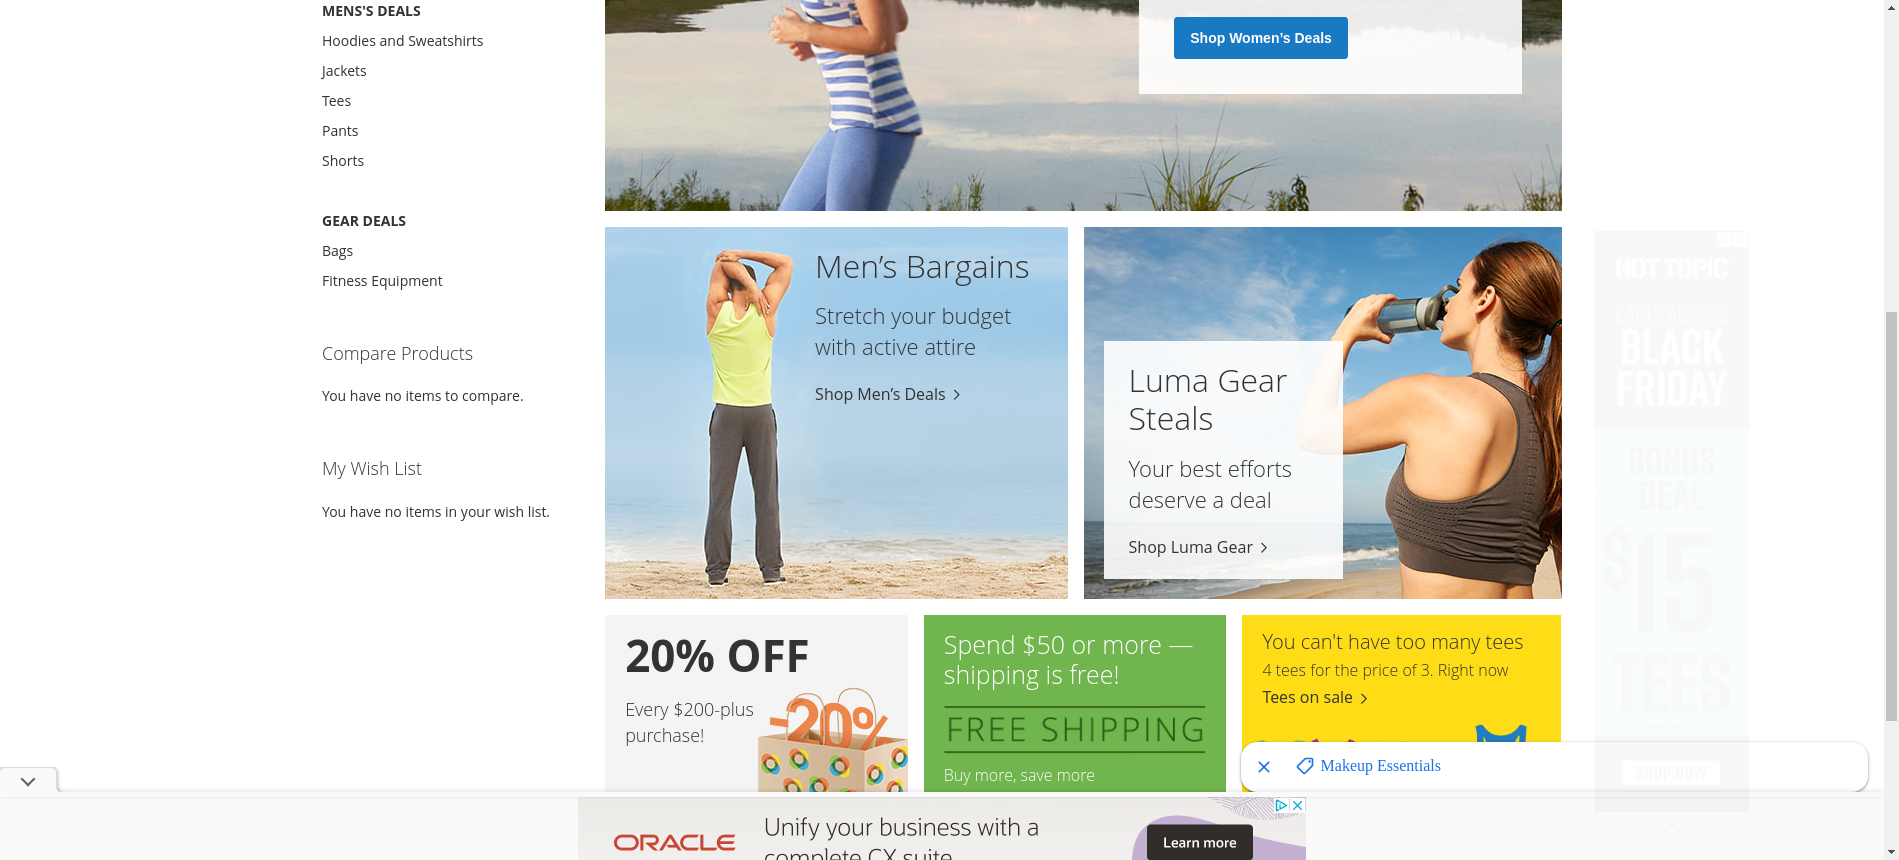 MENS'S DEALS
Hoodies and Sweatshirts
Jackets
Tees
Pants
Shorts
GEAR DEALS
Bags
Fitness Equipment
Compare Products
You have no items to compare.
My Wish List
You have no items in your wish list.
Shop Women’s Deals
Men’s Bargains
Stretch your budget
with active attire
Shop Men’s Deals
Luma Gear
Steals
Your best efforts
deserve a deal
Shop Luma Gear
20% OFF
Every $200-plus
purchase!
-20%
Spend $50 or more —
shipping is free!
FREE SHIPPING
Buy more, save more
You can't have too many tees
4 tees for the price of 3. Right now
Tees on sale
HOT TOPIC
EARLY ACCESS
BLACK
FRIDAY
BONUS
DEAL
$15
TEES*
SHOP NOW
Makeup Essentials
ORACLE
Unify your business with a
complete CX suite
Learn more